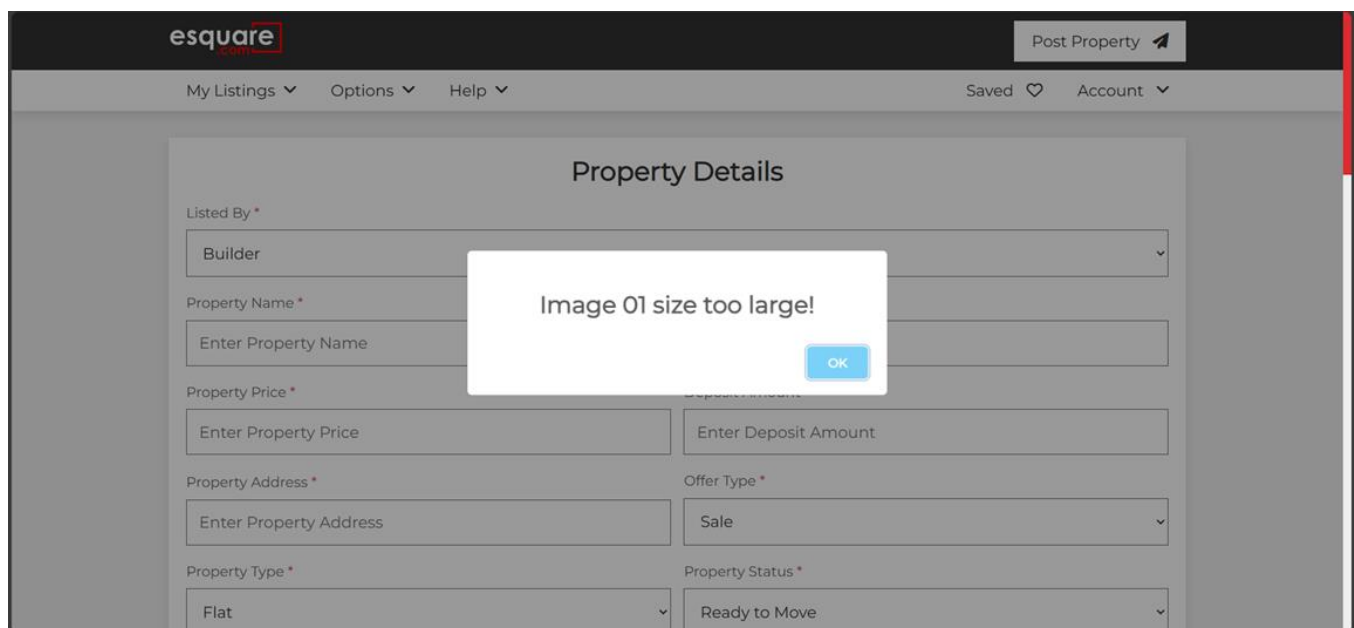 esquare
.com
Post Property
My Listings Options Help Saved Account
Property Details
Listed By *
Builder
Image 01 size too large!
OK
Property Name *
Enter Property Name
Property Price * Deposit Amount
Enter Property Price Enter Deposit Amount
Property Address * Offer Type *
Enter Property Address Sale
Property Type * Property Status *
Flat Ready to Move